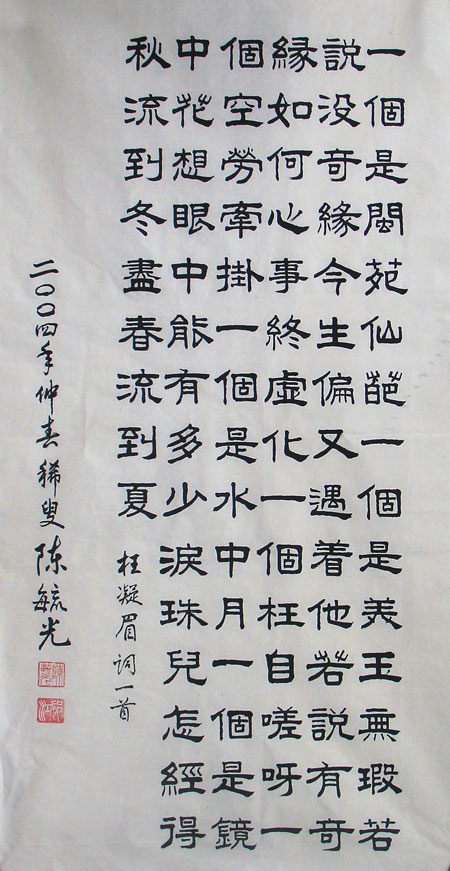 一個是閬苑仙葩一個是美玉無瑕若
説没奇緣今生偏又遇着他若説有奇
緣如何心事終虛化一個枉自嗟呀一
個空勞牽掛一個是水中月一個是鏡
中花想眼中能有多少淚珠兒怎經得
秋流到冬盡春流到夏
枉凝眉詞一首
二〇〇四年仲春稀叟陈毓光